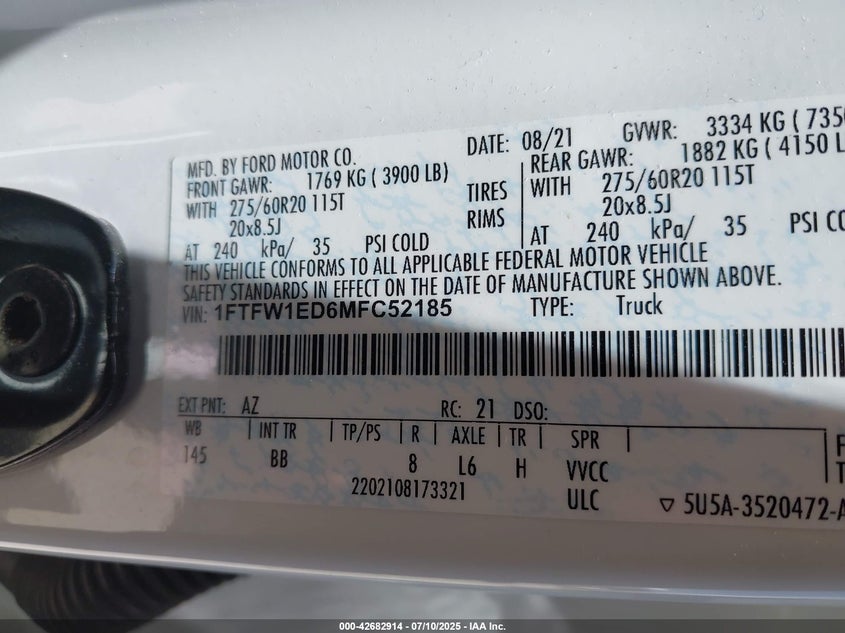 MFD. BY FORD MOTOR CO. DATE: 08/21 GVWR: 3334 KG ( 7350
FRONT GAWR: 1769 KG ( 3900 LB) REAR GAWR: 1882 KG ( 4150 L
WITH 275/60R20 115T TIRES WITH 275/60R20 115T
20x8.5J RIMS 20x8.5J
AT 240 kPa/ 35 PSI COLD AT 240 kPa/ 35 PSI CO
THIS VEHICLE CONFORMS TO ALL APPLICABLE FEDERAL MOTOR VEHICLE
SAFETY STANDARDS IN EFFECT ON THE DATE OF MANUFACTURE SHOWN ABOVE.
VIN: 1FTFW1ED6MFC52185 TYPE: Truck
EXT PNT: AZ RC: 21 DSO:
WB INT TR TP/PS R AXLE TR SPR
145 BB 8 L6 H VVCC
2202108173321 ULC
5U5A-3520472-A
000-42682914 / 07/10/2025 - IAA Inc.